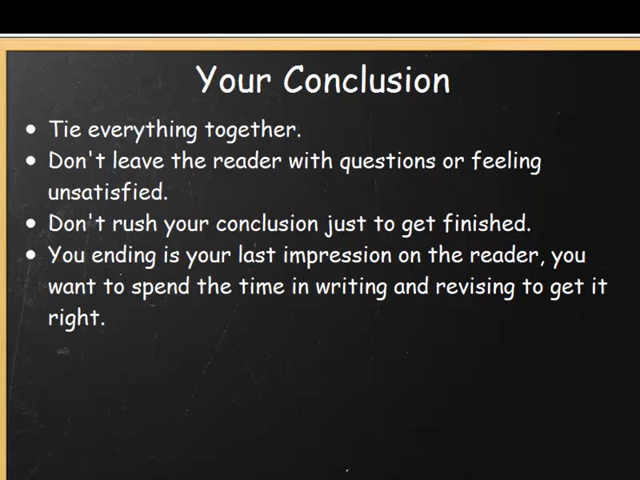 Your Conclusion
• Tie everything together.
• Don't leave the reader with questions or feeling
unsatisfied.
• Don't rush your conclusion just to get finished.
• You ending is your last impression on the reader, you
want to spend the time in writing and revising to get it
right.